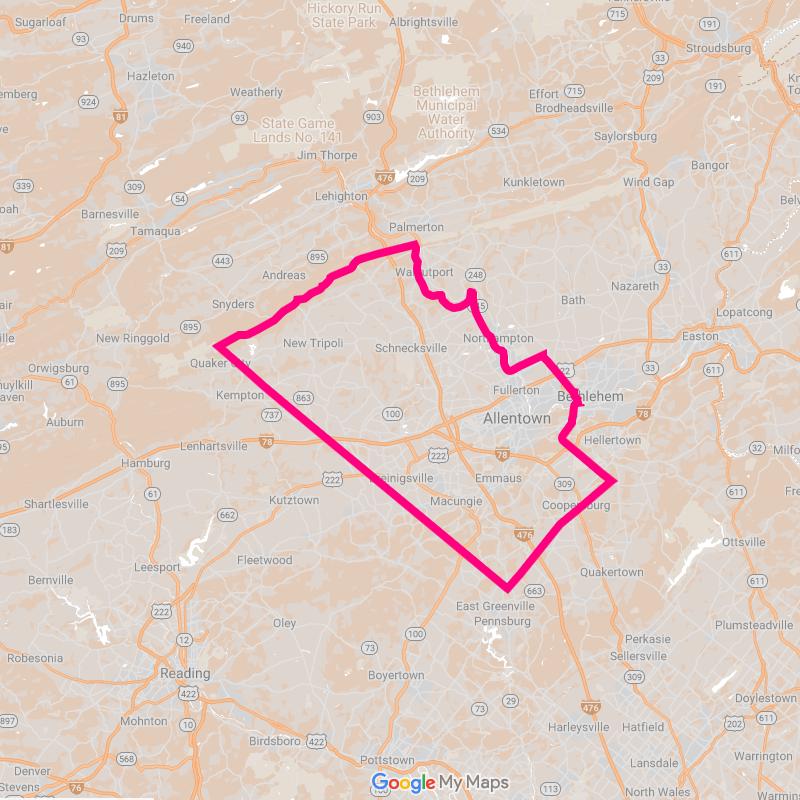 Hickory Run
State Park
Albrightsville
715
Stroudsburg
Sugarloaf
Drums
Freeland
93
940
191
Hazleton
33
209
Bethlehem
Municipal
Water
Authority
Effort
715
Brodheadsville
191
924
81
Weatherly
93
State Game
Lands No. 141
903
534
Saylorsburg
Jim Thorpe
Bangor
339
309
54
476
209
Kunkletown
Wind Gap
Barnesville
Lehighton
Tamaqua
Palmerton
81
209
443
895
611
33
Andreas
Walnutport
248
Nazareth
Snyders
145
Bath
Lopatcong
New Ringgold
895
New Tripoli
Schnecksville
Northampton
Easton
Orwigsburg
Quaker City
22
33
611
895
Kempton
863
Fullerton
Bethlehem
Auburn
737
100
Allentown
78
Lenhartsville
78
Hellertown
Hamburg
222
78
61
222
Breinigsville
Emmaus
309
611
Shartlesville
Kutztown
Macungie
Coopersburg
183
662
476
Ottsville
Leesport
Fleetwood
Quakertown
Bernville
663
East Greenville
Pennsburg
222
Oley
100
Plumsteadville
12
73
Perkasie
Sellersville
Robesonia
611
Reading
Boyertown
309
422
29
Doylestown
897
Mohnton
10
73
476
202
611
Birdsboro
422
Harleysville
Hatfield
Denver
568
Pottstown
Lansdale
Warrington
Stevens
76
Google My Maps
113
North Wales